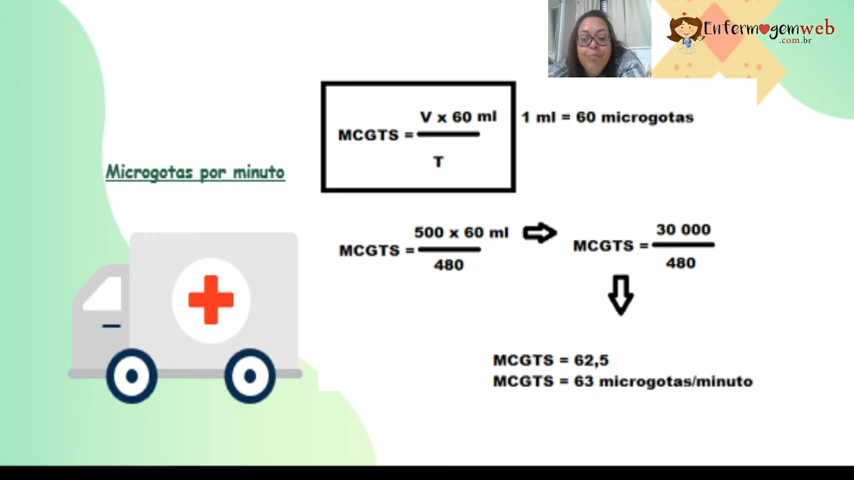 Enfermagemweb
.com.br
V x 60 ml
MCGTS =
T
1 ml = 60 microgotas
Microgotas por minuto
500 x 60 ml
MCGTS =
480
30 000
MCGTS =
480
MCGTS = 62,5
MCGTS = 63 microgotas/minuto